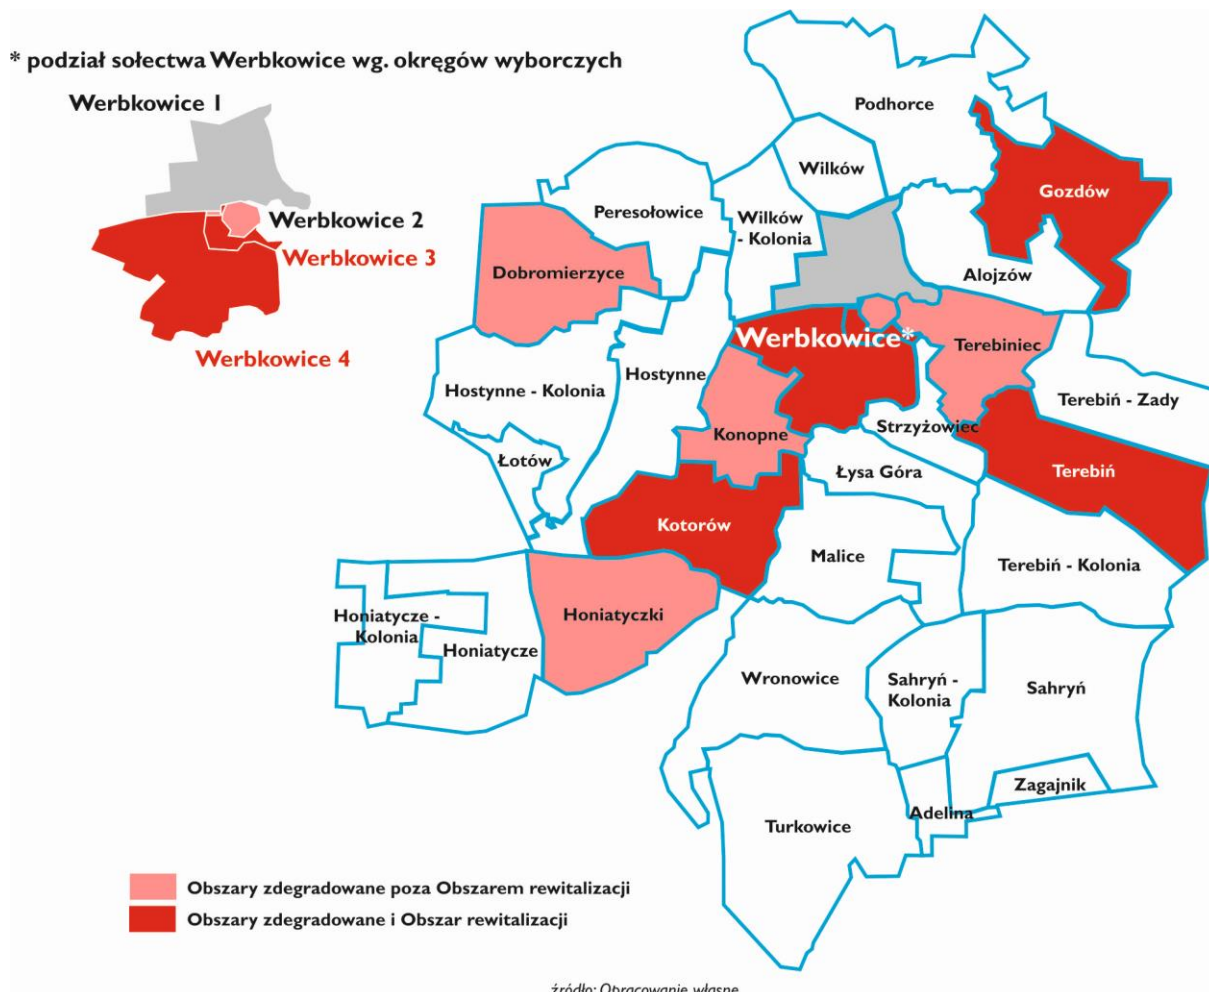 * podział sołectwa Werbkowice wg. okręgów wyborczych
Werbkowice 1
Werbkowice 2
Werbkowice 3
Werbkowice 4
Podhorce
Wilków
Gozdów
Peresołowice
Wilków
- Kolonia
Dobromierzyce
Alojzów
Werbkowice*
Terebiniec
Hostynne
Hostynne - Kolonia
Terebiń - Zady
Strzyżowiec
Konopne
Łotów
Łysa Góra
Terebiń
Kotorów
Malice
Terebiń - Kolonia
Honiatycze -
Kolonia
Honiatyczki
Honiatycze
Wronowice
Sahryń -
Kolonia
Sahryń
Zagajnik
Adelina
Turkowice
Obszary zdegradowane poza Obszarem rewitalizacji
Obszary zdegradowane i Obszar rewitalizacji
źródło: Opracowanie własne